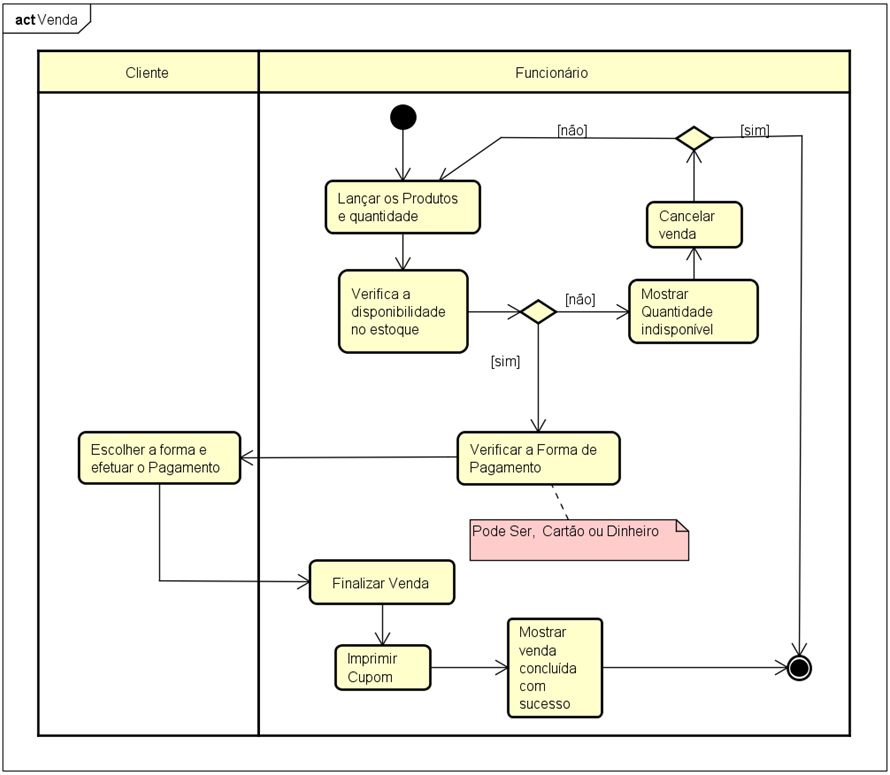 act Venda
Cliente
Funcionário
[não]
[sim]
Lançar os Produtos
e quantidade
Cancelar
venda
Verifica a
disponibilidade
no estoque
[não]
Mostrar
Quantidade
indisponível
[sim]
Escolher a forma e
efetuar o Pagamento
Verificar a Forma de
Pagamento
Pode Ser, Cartão ou Dinheiro
Finalizar Venda
Imprimir
Cupom
Mostrar
venda
concluída
com
sucesso